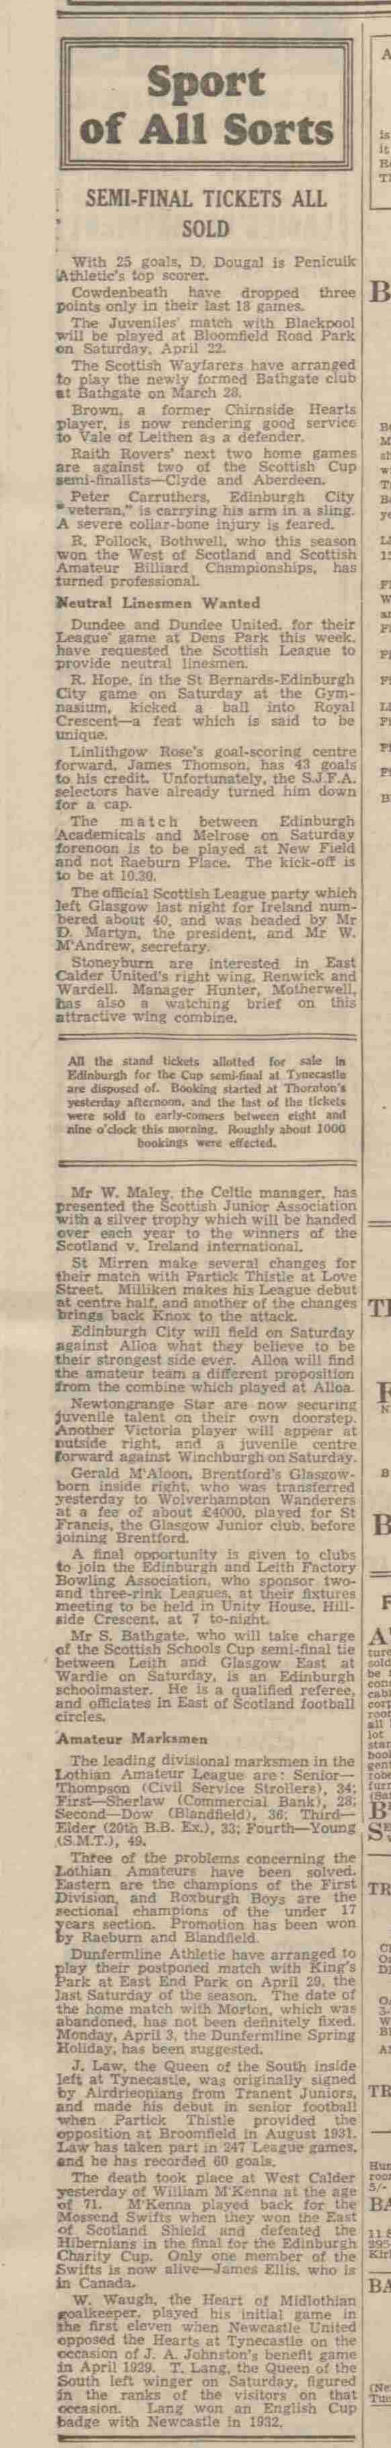 Sport
of All Sorts
SEMI-FINAL TICKETS ALL
SOLD
With 25 goals, D. Dougal is Penicuik
Athletic's top scorer.
Cowdenbeath have dropped three
points only in their last 18 games.
The Juveniles' match with Blackpool
will be played at Bloomfield Road Park
on Saturday, April 22.
The Scottish Wayfarers have arranged
to play the newly formed Bathgate club
at Bathgate on March 28.
Brown, a former Chirnside Hearts
player, is now rendering good service
to Vale of Leithen as a defender.
Raith Rovers' next two home games
are against two of the Scottish Cup
semi-finalists—Clyde and Aberdeen.
Peter Carruthers, Edinburgh City
"veteran," is carrying his arm in a sling.
A severe collar-bone injury is feared.
R. Pollock, Bothwell, who this season
won the West of Scotland and Scottish
Amateur Billiard Championships, has
turned professional.
Neutral Linesmen Wanted
Dundee and Dundee United, for their
League game at Dens Park this week,
have requested the Scottish League to
provide neutral linesmen.
R. Hope, in the St Bernards-Edinburgh
City game on Saturday at the Gym-
nasium, kicked a ball into Royal
Crescent—a feat which is said to be
unique.
Linlithgow Rose's goal-scoring centre
forward, James Thomson, has 43 goals
to his credit. Unfortunately, the S.J.F.A.
selectors have already turned him down
for a cap.
The match between Edinburgh
Academicals and Melrose on Saturday
forenoon is to be played at New Field
and not Raeburn Place. The kick-off is
to be at 10.30.
The official Scottish League party which
left Glasgow last night for Ireland num-
bered about 40, and was headed by Mr
D. Martyn, the president, and Mr W.
M'Andrew, secretary.
Stoneyburn are interested in East
Calder United's right wing, Renwick and
Wardell. Manager Hunter, Motherwell,
has also a watching brief on this
attractive wing combine.
All the stand tickets allotted for sale in
Edinburgh for the Cup semi-final at Tynecastle
are disposed of. Booking started at Thornton's
yesterday afternoon, and the last of the tickets
were sold to early-comers between eight and
nine o'clock this morning. Roughly about 1000
bookings were effected.
Mr W. Maley, the Celtic manager, has
presented the Scottish Junior Association
with a silver trophy which will be handed
over each year to the winners of the
Scotland v. Ireland international.
St Mirren make several changes for
their match with Partick Thistle at Love
Street. Milliken makes his League debut
at centre half, and another of the changes
brings back Knox to the attack.
Edinburgh City will field on Saturday
against Alloa what they believe to be
their strongest side ever. Alloa will find
the amateur team a different proposition
from the combine which played at Alloa.
Newtongrange Star are now securing
juvenile talent on their own doorstep.
Another Victoria player will appear at
outside right, and a juvenile centre
forward against Winchburgh on Saturday.
Gerald M'Aloon, Brentford's Glasgow-
born inside right, who was transferred
yesterday to Wolverhampton Wanderers
at a fee of about £4000, played for St
Francis, the Glasgow Junior club, before
joining Brentford.
A final opportunity is given to clubs
to join the Edinburgh and Leith Factory
Bowling Association, who sponsor two-
and three-rink Leagues, at their fixtures
meeting to be held in Unity House, Hill-
side Crescent, at 7 to-night.
Mr S. Bathgate, who will take charge
of the Scottish Schools Cup semi-final tie
between Leith and Glasgow East at
Wardie on Saturday, is an Edinburgh
schoolmaster. He is a qualified referee,
and officiates in East of Scotland football
circles.
Amateur Marksmen
The leading divisional marksmen in the
Lothian Amateur League are: Senior—
Thompson (Civil Service Strollers), 34;
First—Sherlaw (Commercial Bank), 28;
Second—Dow (Blandfield), 36; Third—
Elder (20th B.B. Ex.), 33; Fourth—Young
(S.M.T.), 49.
Three of the problems concerning the
Lothian Amateurs have been solved.
Eastern are the champions of the First
Division, and Roxburgh Boys are the
sectional champions of the under 17
years section. Promotion has been won
by Raeburn and Blandfield.
Dunfermline Athletic have arranged to
play their postponed match with King's
Park at East End Park on April 29, the
last Saturday of the season. The date of
the home match with Morton, which was
abandoned, has not been definitely fixed.
Monday, April 3, the Dunfermline Spring
Holiday, has been suggested.
J. Law, the Queen of the South inside
left at Tynecastle, was originally signed
by Airdrieonians from Tranent Juniors,
and made his debut in senior football
when Partick Thistle provided the
opposition at Broomfield in August 1931.
Law has taken part in 247 League games,
and he has recorded 60 goals.
The death took place at West Calder
yesterday of William M'Kenna at the age
of 71. M'Kenna played back for the
Mossend Swifts when they won the East
of Scotland Shield and defeated the
Hibernians in the final for the Edinburgh
Charity Cup. Only one member of the
Swifts is now alive—James Ellis, who is
in Canada.
W. Waugh, the Heart of Midlothian
goalkeeper, played his initial game in
the first eleven when Newcastle United
opposed the Hearts at Tynecastle on the
occasion of J. A. Johnston's benefit game
in April 1929. T. Lang, the Queen of the
South left winger on Saturday, figured
in the ranks of the visitors on that
occasion. Lang won an English Cup
badge with Newcastle in 1932.